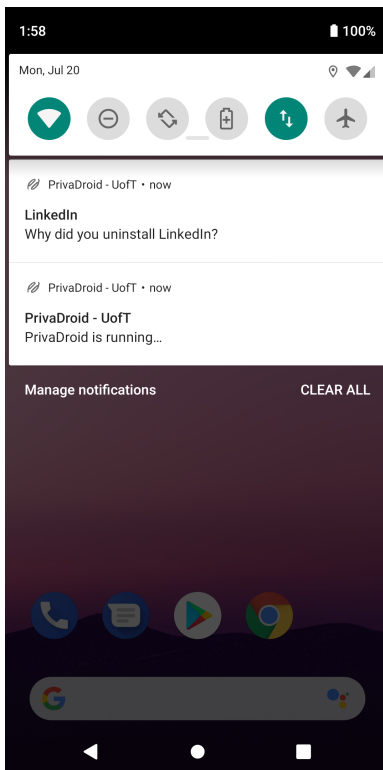 1:58 100%
Mon, Jul 20
PrivaDroid - UofT • now
LinkedIn
Why did you uninstall LinkedIn?
PrivaDroid - UofT • now
PrivaDroid - UofT
PrivaDroid is running...
Manage notifications CLEAR ALL
G